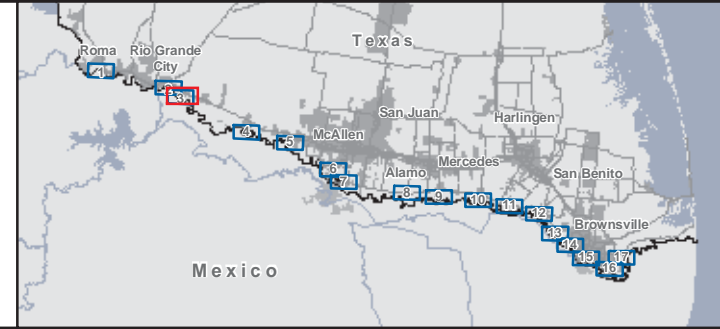 Texas
Roma
Rio Grande
City
1
2
3
San Juan
Harlingen
McAllen
4
5
Mercedes
Alamo
San Benito
6
7
8
9
10
11
12
Brownsville
13
14
15
17
16
Mexico